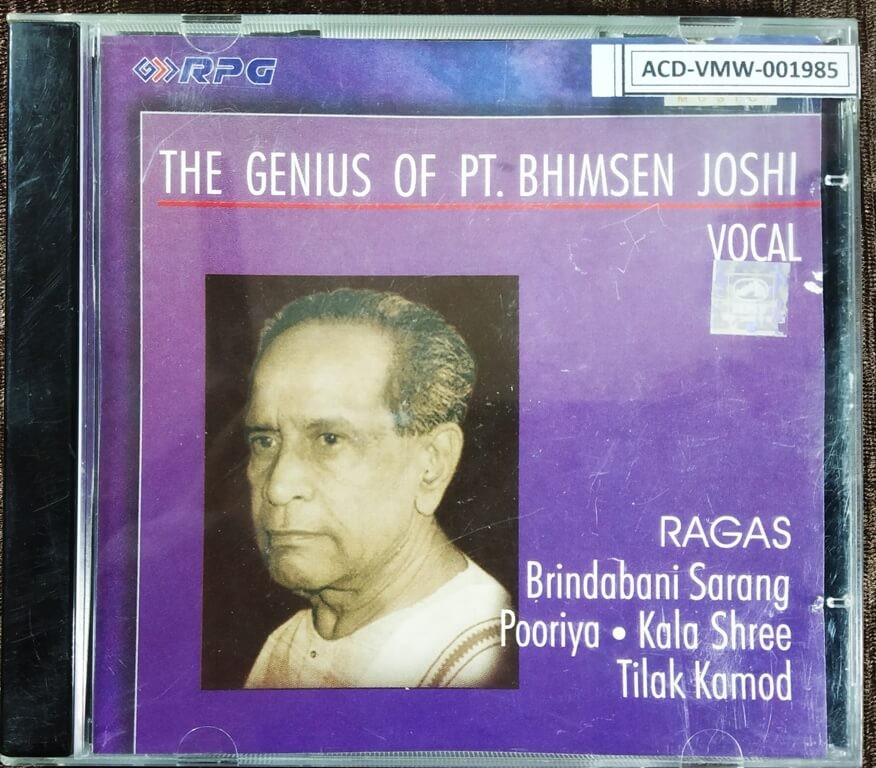 RPG
ACD-VMW-001985
MUSIC
THE GENIUS OF PT. BHIMSEN JOSHI
VOCAL
RAGAS
Brindabani Sarang
Pooriya • Kala Shree
Tilak Kamod